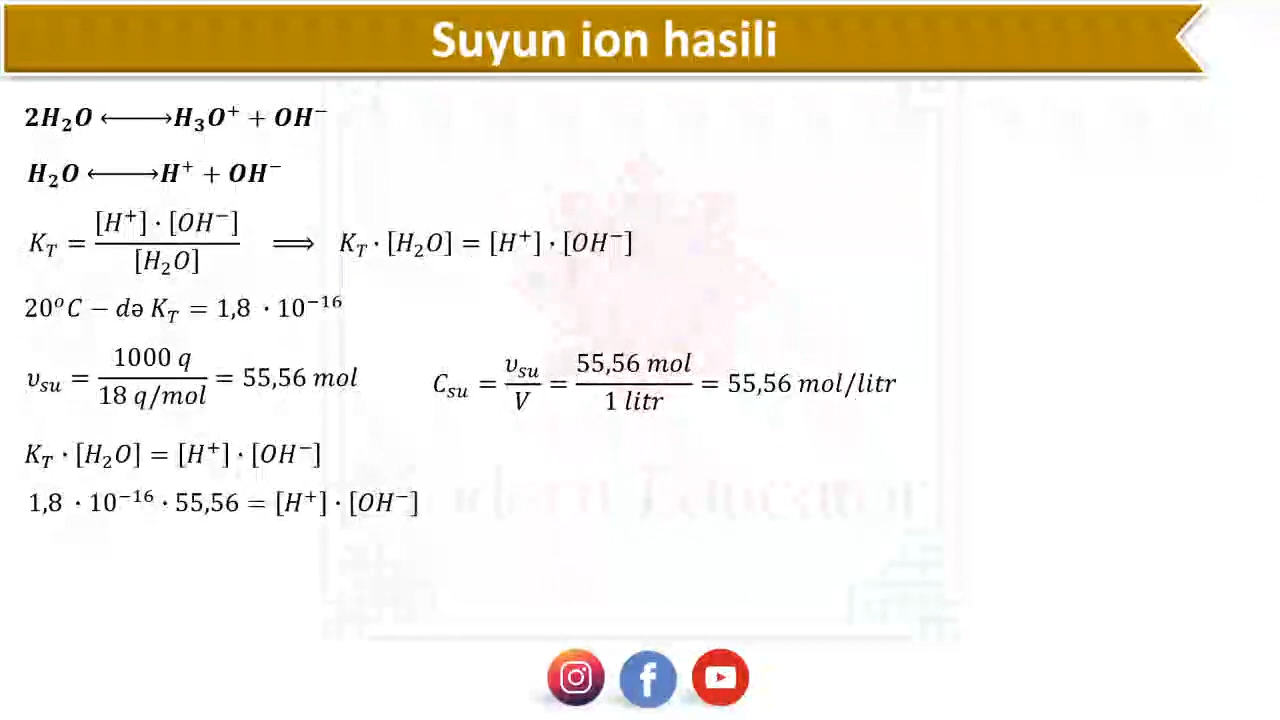 Suyun ion hasili
2H₂O ⟷ H₃O⁺ + OH⁻
H₂O ⟷ H⁺ + OH⁻
K_T = [H⁺] · [OH⁻] / [H₂O] ⟹ K_T · [H₂O] = [H⁺] · [OH⁻]
20ᵒC − də K_T = 1,8 · 10⁻¹⁶
υ_su = 1000 q / 18 q/mol = 55,56 mol C_su = υ_su / V = 55,56 mol / 1 litr = 55,56 mol/litr
K_T · [H₂O] = [H⁺] · [OH⁻]
1,8 · 10⁻¹⁶ · 55,56 = [H⁺] · [OH⁻]